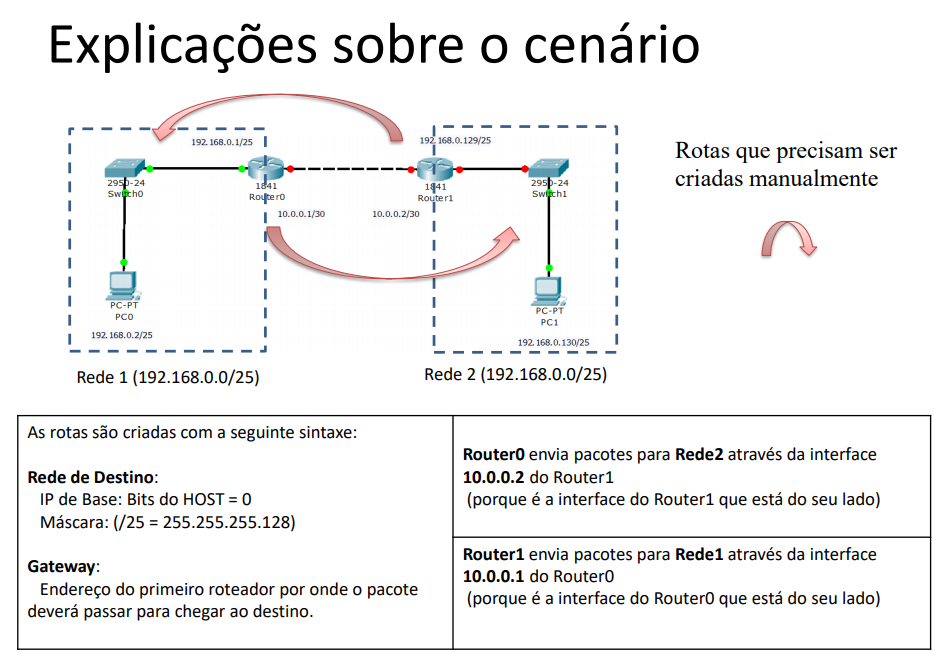 Explicações sobre o cenário
192.168.0.1/25
192.168.0.129/25
2950-24
Switch0
1841
Router0
1841
Router1
2950-24
Switch1
10.0.0.1/30
10.0.0.2/30
PC-PT
PC0
192.168.0.2/25
PC-PT
PC1
192.168.0.130/25
Rede 1 (192.168.0.0/25)
Rede 2 (192.168.0.0/25)
Rotas que precisam ser
criadas manualmente
As rotas são criadas com a seguinte sintaxe:
Rede de Destino:
IP de Base: Bits do HOST = 0
Máscara: (/25 = 255.255.255.128)
Gateway:
Endereço do primeiro roteador por onde o pacote
deverá passar para chegar ao destino.
Router0 envia pacotes para Rede2 através da interface
10.0.0.2 do Router1
(porque é a interface do Router1 que está do seu lado)
Router1 envia pacotes para Rede1 através da interface
10.0.0.1 do Router0
(porque é a interface do Router0 que está do seu lado)